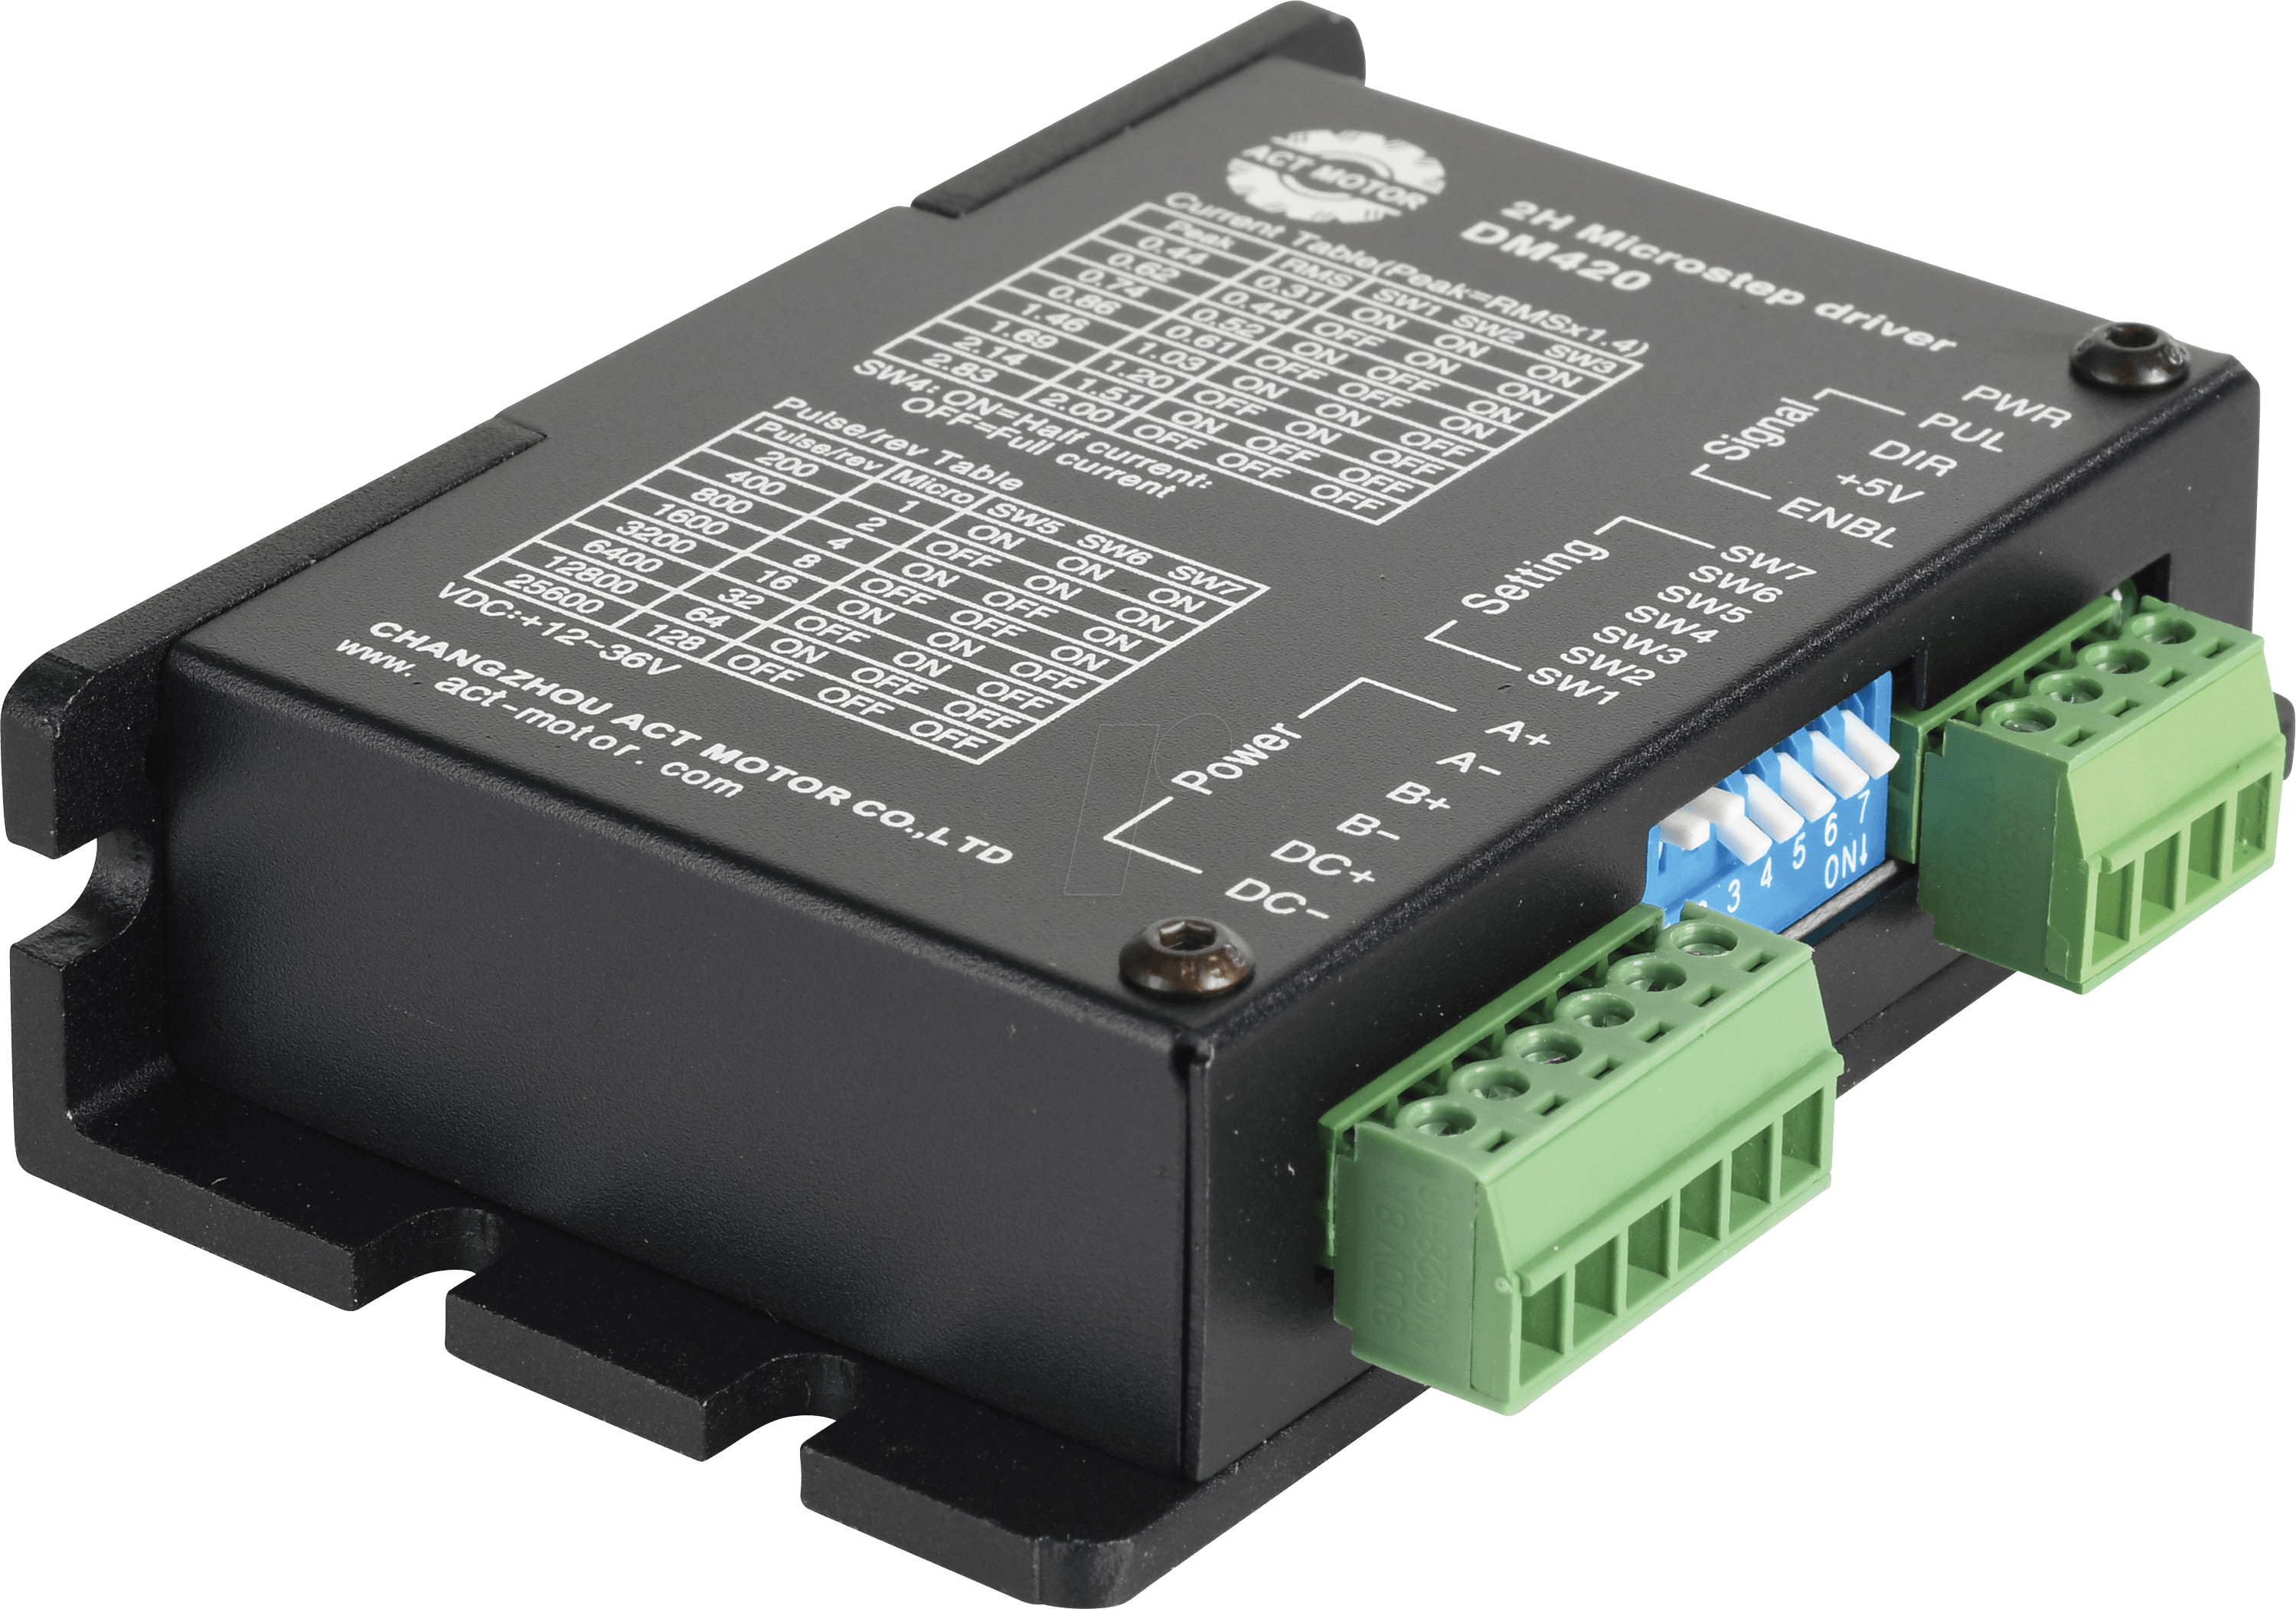 ACT MOTOR
2H Microstep driver
DM420
Current Table(Peak=RMSx1.4)
Peak RMS SW1 SW2 SW3
0.44 0.31 ON ON ON
0.62 0.44 OFF ON ON
0.74 0.52 ON OFF ON
0.86 0.61 OFF OFF ON
1.46 1.03 ON ON OFF
1.69 1.20 OFF ON OFF
2.14 1.51 ON OFF OFF
2.83 2.00 OFF OFF OFF
SW4: ON=Half current:
OFF=Full current
Pulse/rev Table
Pulse/rev Micro SW5 SW6 SW7
200 1 ON ON ON
400 2 OFF ON ON
800 4 ON OFF ON
1600 8 OFF OFF ON
3200 16 ON ON OFF
6400 32 OFF ON OFF
12800 64 ON OFF OFF
25600 128 OFF OFF OFF
VDC:+12~36V
CHANGZHOU ACT MOTOR CO.,LTD
www. act-motor. com
PWR
Signal
PUL
DIR
+5V
ENBL
Setting
SW7
SW6
SW5
SW4
SW3
SW2
SW1
Power
A+
A-
B+
B-
DC+
DC-
3 4 5 6 7
ON↓
300V 8A